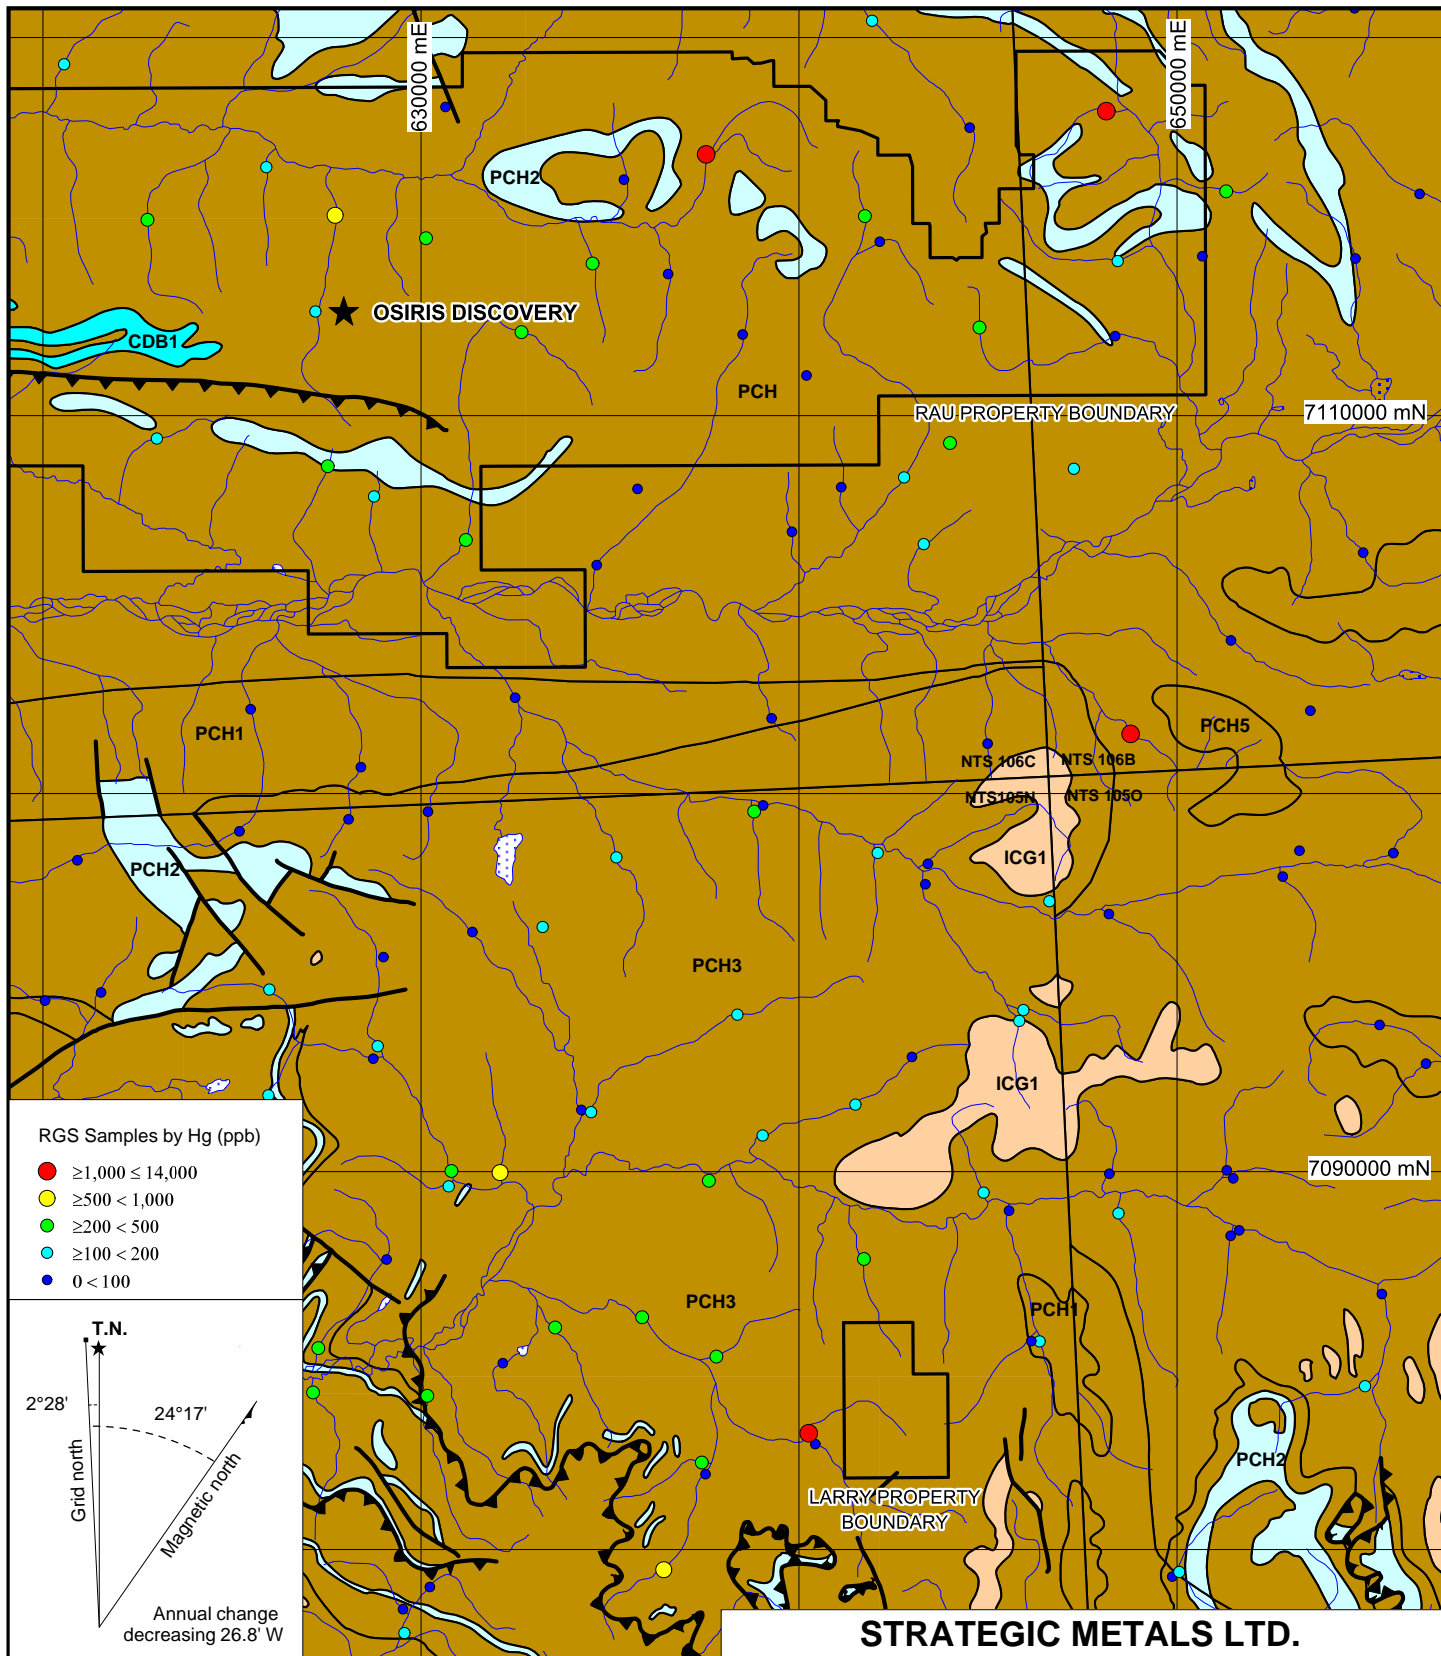 630000 mE
650000 mE
PCH2
OSIRIS DISCOVERY
CDB1
PCH
RAU PROPERTY BOUNDARY
7110000 mN
PCH1
PCH5
NTS 106C
NTS 106B
NTS105N
NTS 105O
ICG1
PCH2
PCH3
ICG1
RGS Samples by Hg (ppb)
≥1,000 ≤ 14,000
≥500 < 1,000
≥200 < 500
≥100 < 200
0 < 100
7090000 mN
PCH3
PCH1
T.N.
2°28'
24°17'
Grid north
Magnetic north
Annual change
decreasing 26.8' W
PCH2
LARRY PROPERTY
BOUNDARY
STRATEGIC METALS LTD.